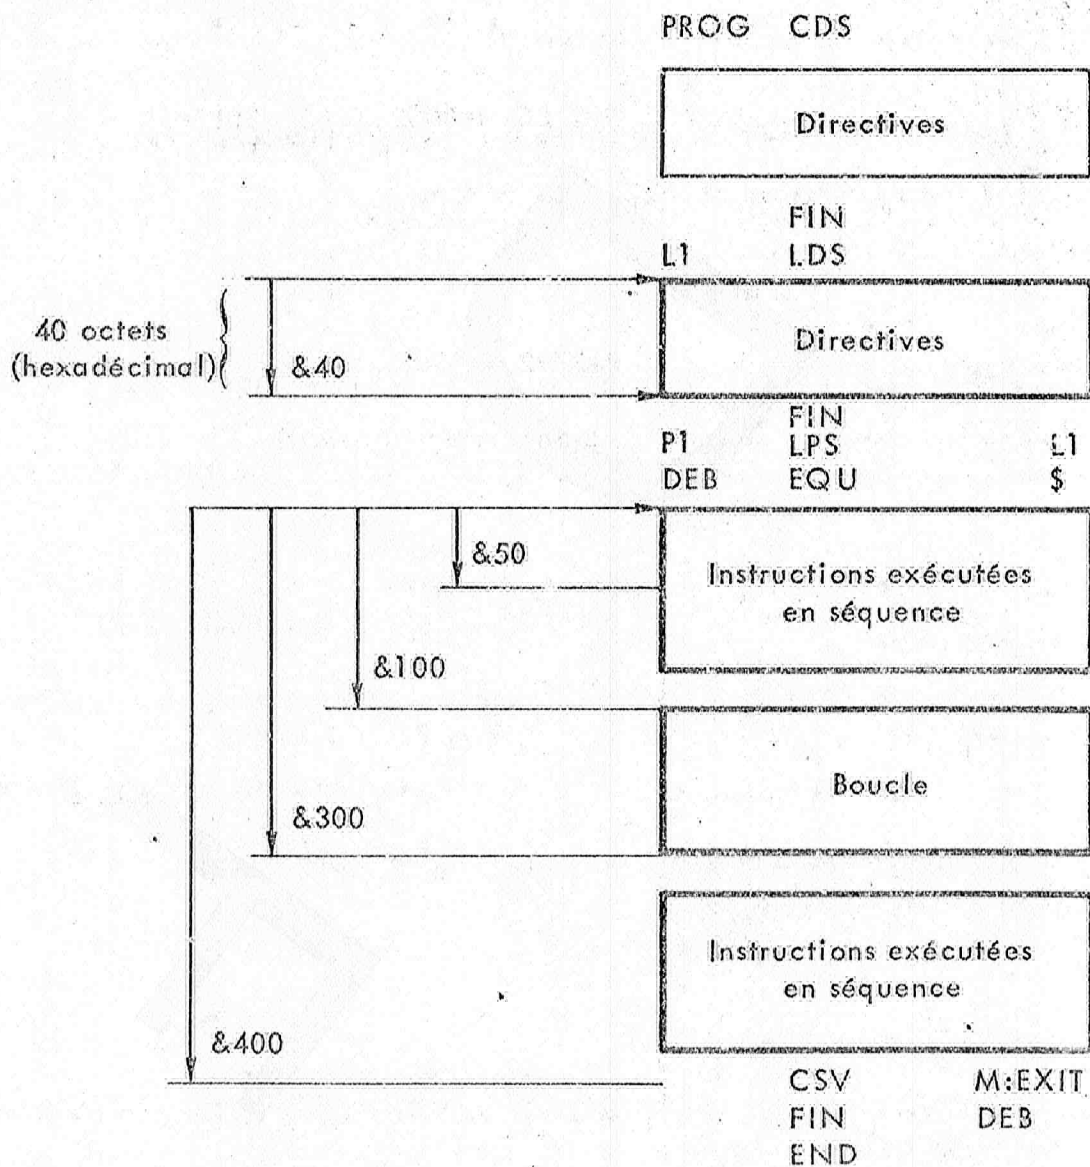 PROG CDS
Directives
FIN
L1 LDS
40 octets
(hexadécimal)
&40
Directives
FIN
P1 LPS L1
DEB EQU $
&50
Instructions exécutées
en séquence
&100
Boucle
&300
Instructions exécutées
en séquence
&400
CSV M:EXIT
FIN DEB
END